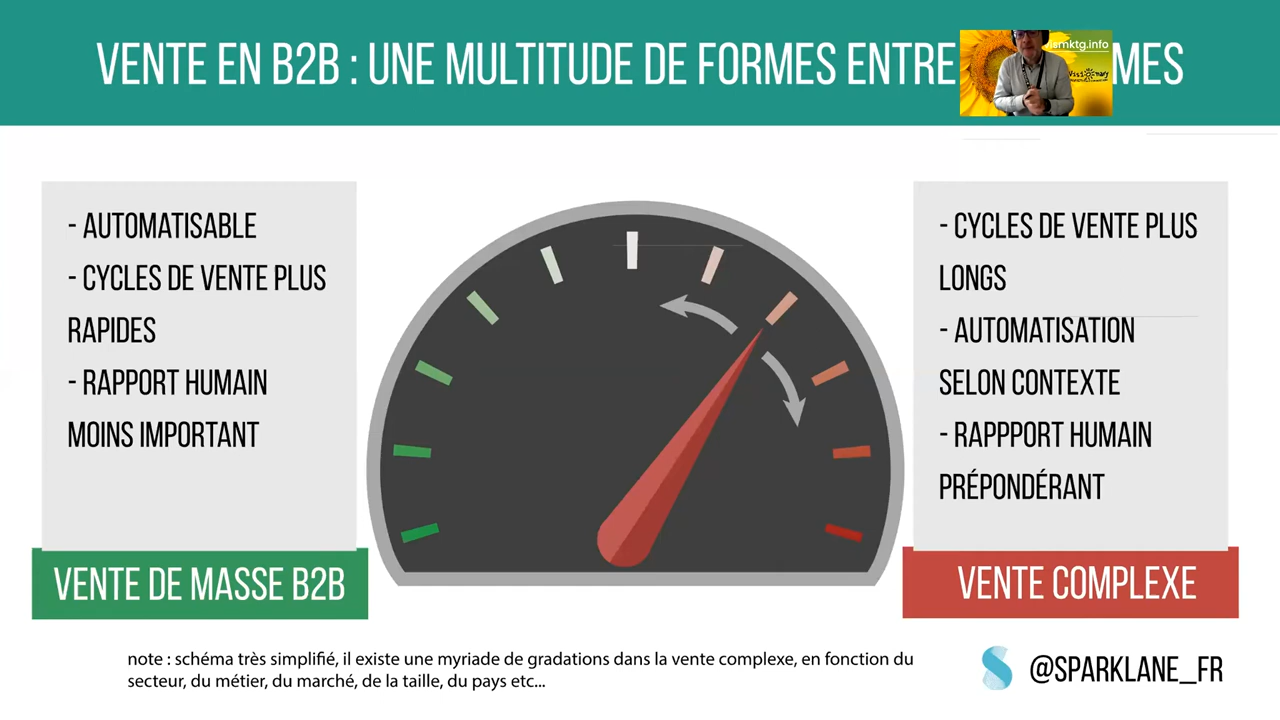 VENTE EN B2B : UNE MULTITUDE DE FORMES ENTRE MES
ismktg.info
- AUTOMATISABLE
- CYCLES DE VENTE PLUS
RAPIDES
- RAPPORT HUMAIN
MOINS IMPORTANT
VENTE DE MASSE B2B
- CYCLES DE VENTE PLUS
LONGS
- AUTOMATISATION
SELON CONTEXTE
- RAPPPORT HUMAIN
PRÉPONDÉRANT
VENTE COMPLEXE
note : schéma très simplifié, il existe une myriade de gradations dans la vente complexe, en fonction du
secteur, du métier, du marché, de la taille, du pays etc...
@SPARKLANE_FR